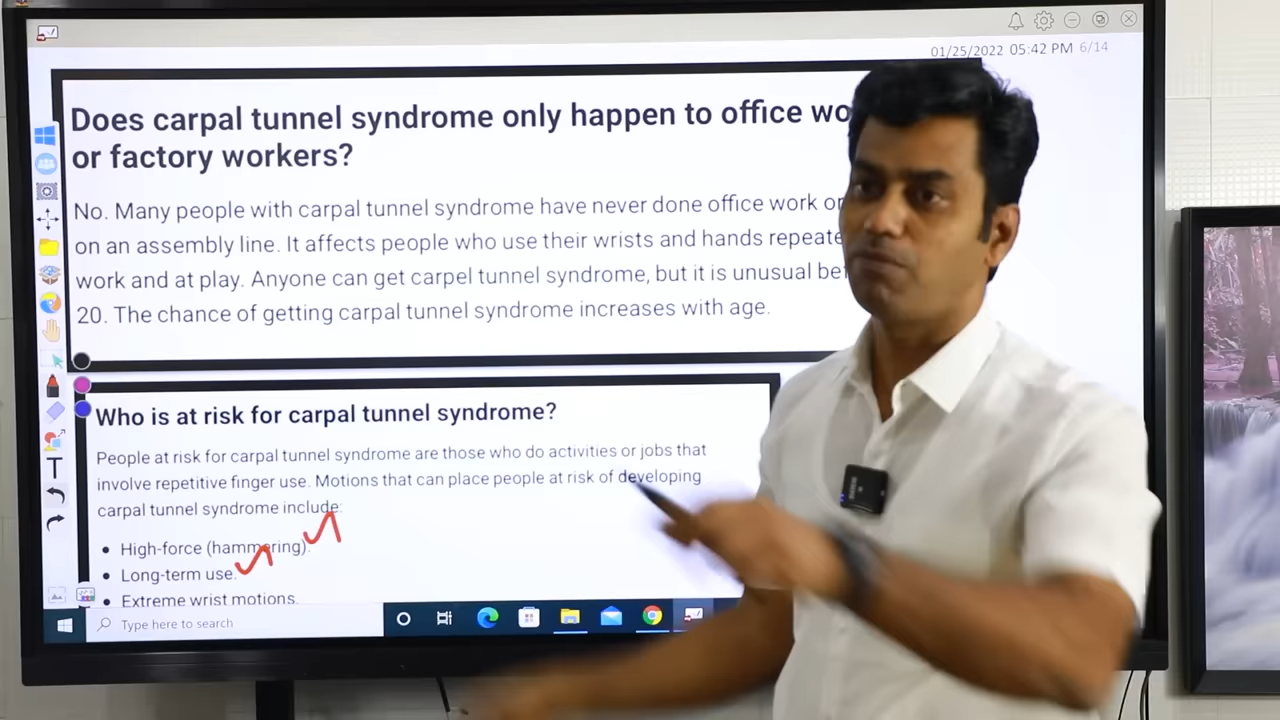 01/25/2022 05:42 PM 6/14
Does carpal tunnel syndrome only happen to office
or factory workers?
No. Many people with carpal tunnel syndrome have never done office work or
on an assembly line. It affects people who use their wrists and hands
work and at play. Anyone can get carpel tunnel syndrome, but it is unusual
20. The chance of getting carpal tunnel syndrome increases with age.
Who is at risk for carpal tunnel syndrome?
People at risk for carpal tunnel syndrome are those who do activities or jobs that
involve repetitive finger use. Motions that can place people at risk of developing
carpal tunnel syndrome include:
• High-force (hammering).
• Long-term use.
• Extreme wrist motions.
T
Type here to search